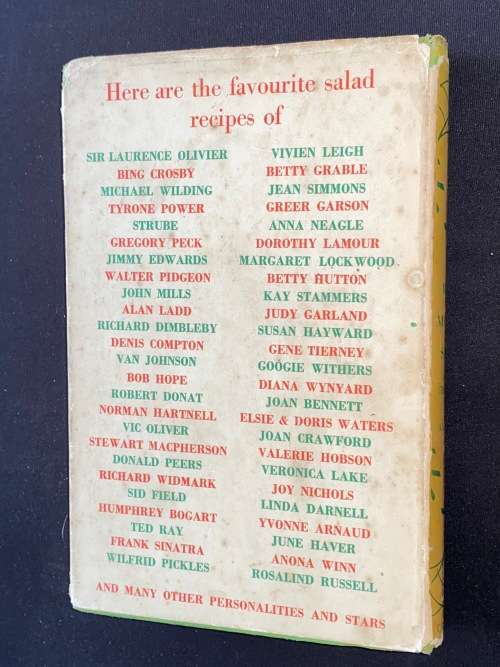 Here are the favourite salad
recipes of
SIR LAURENCE OLIVIER
BING CROSBY
MICHAEL WILDING
TYRONE POWER
STRUBE
GREGORY PECK
JIMMY EDWARDS
WALTER PIDGEON
JOHN MILLS
ALAN LADD
RICHARD DIMBLEBY
DENIS COMPTON
VAN JOHNSON
BOB HOPE
ROBERT DONAT
NORMAN HARTNELL
VIC OLIVER
STEWART MACPHERSON
DONALD PEERS
RICHARD WIDMARK
SID FIELD
HUMPHREY BOGART
TED RAY
FRANK SINATRA
WILFRID PICKLES
VIVIEN LEIGH
BETTY GRABLE
JEAN SIMMONS
GREER GARSON
ANNA NEAGLE
DOROTHY LAMOUR
MARGARET LOCKWOOD
BETTY HUTTON
KAY STAMMERS
JUDY GARLAND
SUSAN HAYWARD
GENE TIERNEY
GOOGIE WITHERS
DIANA WYNYARD
JOAN BENNETT
ELSIE & DORIS WATERS
JOAN CRAWFORD
VALERIE HOBSON
VERONICA LAKE
JOY NICHOLS
LINDA DARNELL
YVONNE ARNAUD
JUNE HAVER
ANONA WINN
ROSALIND RUSSELL
AND MANY OTHER PERSONALITIES AND STARS